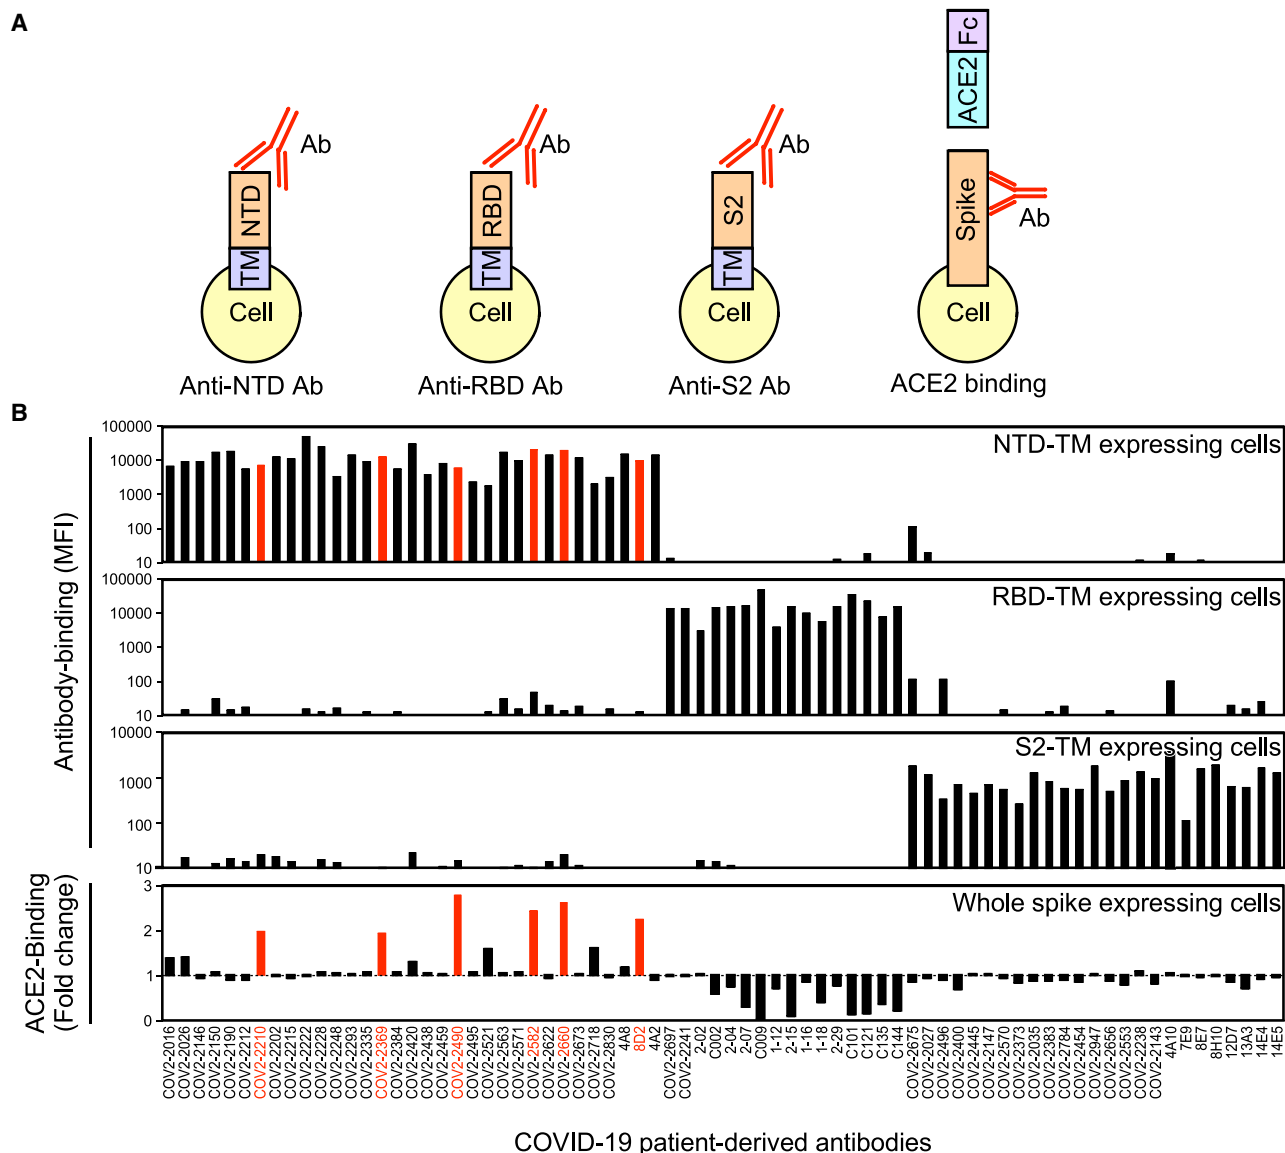 A
NTD
TM
Cell
Ab
Anti-NTD Ab
RBD
TM
Cell
Ab
Anti-RBD Ab
S2
TM
Cell
Ab
Anti-S2 Ab
Fc
ACE2
Spike
Cell
Ab
ACE2 binding
B
Antibody-binding (MFI)
100000
10000
1000
100
10
NTD-TM expressing cells
100000
10000
1000
100
10
RBD-TM expressing cells
10000
1000
100
10
S2-TM expressing cells
ACE2-Binding
(Fold change)
3
2
1
0
Whole spike expressing cells
COV2-2016
COV2-2026
COV2-2146
COV2-2150
COV2-2190
COV2-2212
COV2-2210
COV2-2202
COV2-2215
COV2-2222
COV2-2228
COV2-2248
COV2-2293
COV2-2335
COV2-2369
COV2-2384
COV2-2420
COV2-2438
COV2-2459
COV2-2490
COV2-2495
COV2-2521
COV2-2563
COV2-2571
COV2-2582
COV2-2622
COV2-2660
COV2-2673
COV2-2718
COV2-2830
4A8
8D2
4A2
COV2-2697
COV2-2241
2-02
C002
2-04
2-07
C009
1-12
2-15
1-16
1-18
2-29
C101
C121
C135
C144
COV2-2675
COV2-2027
COV2-2496
COV2-2400
COV2-2445
COV2-2147
COV2-2570
COV2-2373
COV2-2035
COV2-2383
COV2-2784
COV2-2454
COV2-2947
COV2-2656
COV2-2553
COV2-2238
COV2-2143
4A10
7E9
8E7
8H10
12D7
13A3
14E4
14E5
COVID-19 patient-derived antibodies